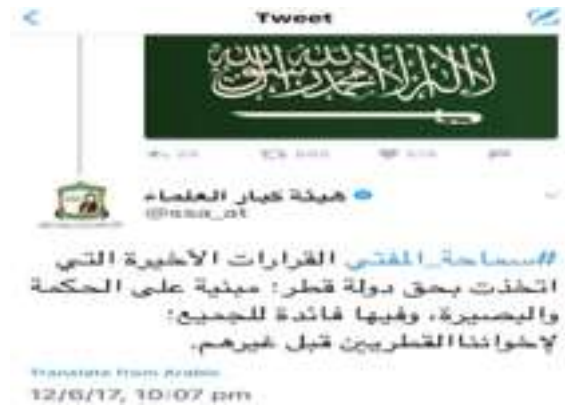 Tweet
لا إله إلا الله محمد رسول الله
هيئة كبار العلماء
@ssa_at
#سماحة_المفتي القرارات الأخيرة التي
اتخذت بحق دولة قطر؛ مبنية على الحكمة
والبصيرة، وفيها فائدة للجميع؛
لإخواننا القطريين قبل غيرهم.
Translate from Arabic
12/6/17, 10:07 pm